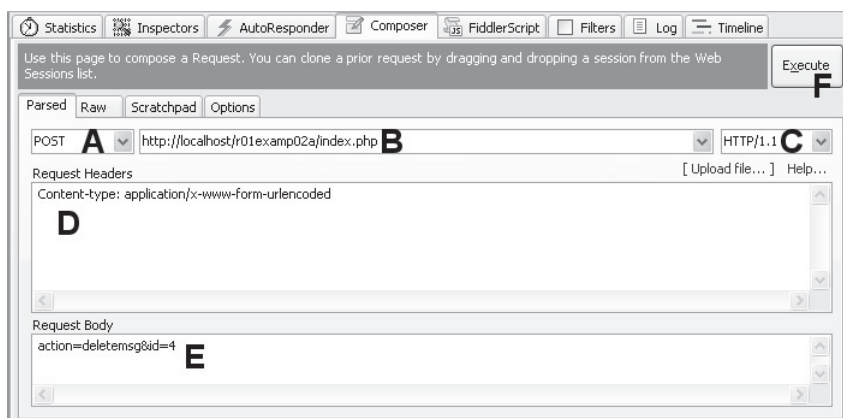 Statistics Inspectors AutoResponder Composer FiddlerScript Filters Log Timeline
Use this page to compose a Request. You can clone a prior request by dragging and dropping a session from the Web
Sessions list.
Execute
F
Parsed Raw Scratchpad Options
POST A http://localhost/r01examp02a/index.php B HTTP/1.1 C
Request Headers [ Upload file... ] Help...
Content-type: application/x-www-form-urlencoded
D
Request Body
action=deletemsg&id=4 E